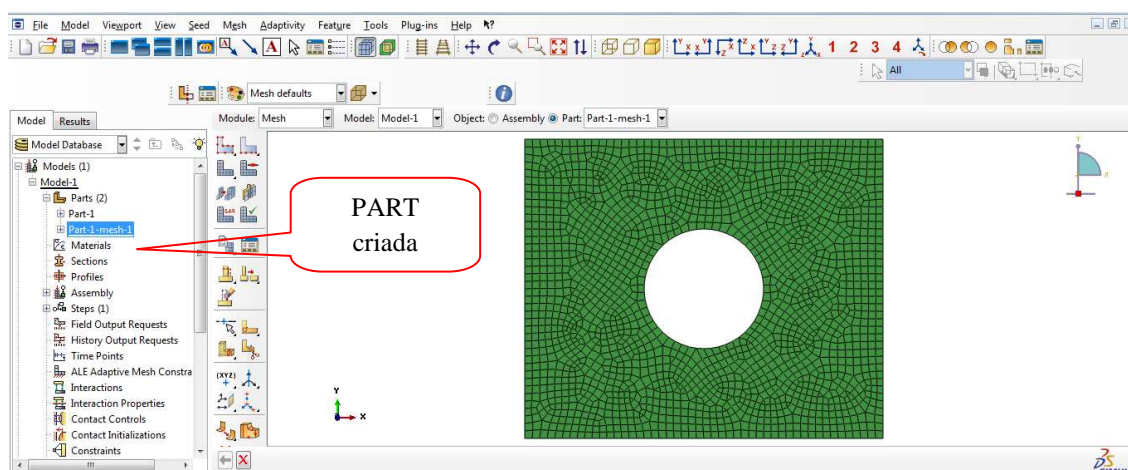 File Model Viewport View Seed Mesh Adaptivity Feature Tools Plug-ins Help
1 2 3 4
All
Mesh defaults
Model Results
Module: Mesh Model: Model-1 Object: Assembly Part: Part-1-mesh-1
Model Database
Models (1)
Model-1
Parts (2)
Part-1
Part-1-mesh-1
Materials
Sections
Profiles
Assembly
Steps (1)
Field Output Requests
History Output Requests
Time Points
ALE Adaptive Mesh Constra
Interactions
Interaction Properties
Contact Controls
Contact Initializations
Constraints
PART
criada
(XYZ)
Y
X
Y